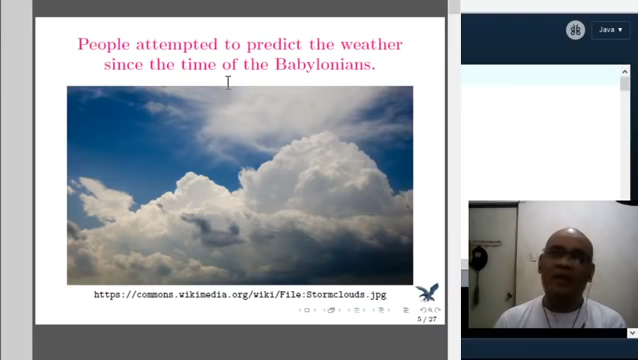 People attempted to predict the weather
since the time of the Babylonians.
https://commons.wikimedia.org/wiki/File:Stormclouds.jpg
5 / 27
Java